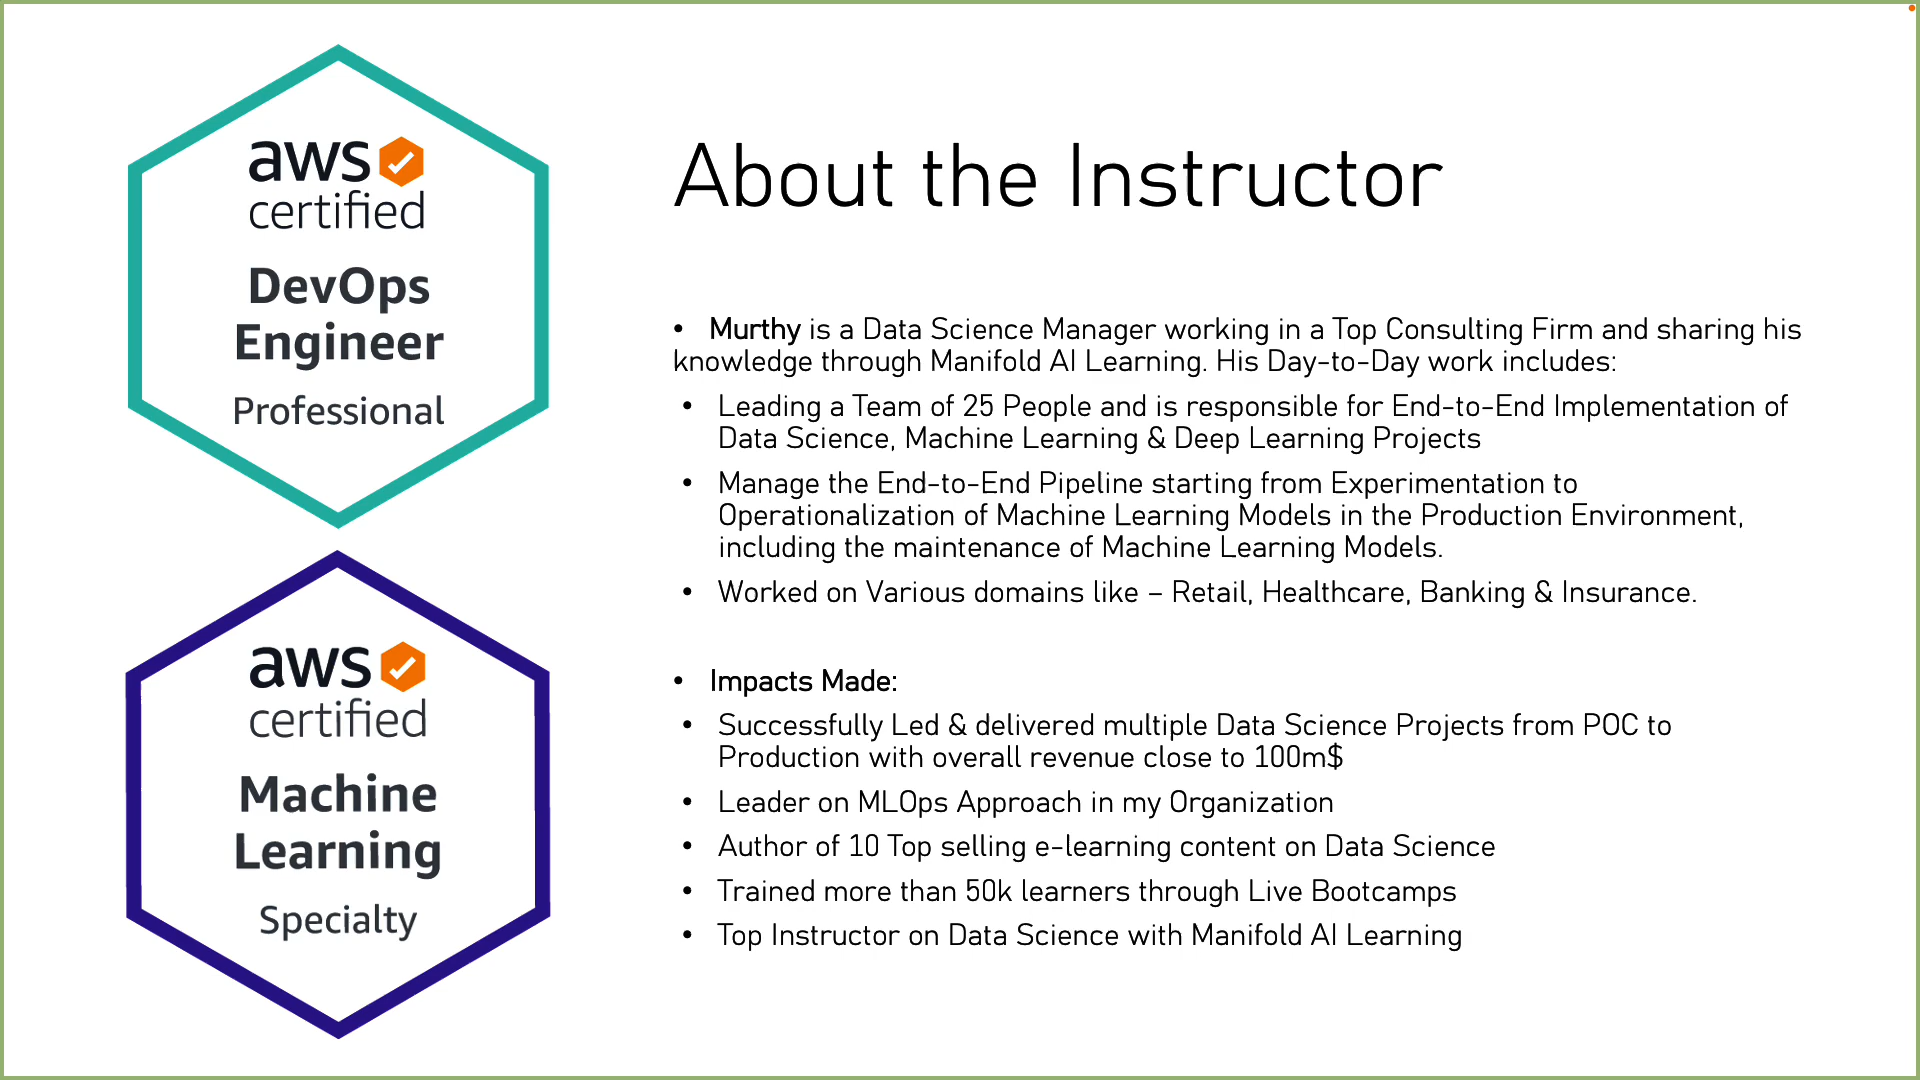 aws
certified
DevOps
Engineer
Professional
aws
certified
Machine
Learning
Specialty
About the Instructor
• Murthy is a Data Science Manager working in a Top Consulting Firm and sharing his
knowledge through Manifold AI Learning. His Day-to-Day work includes:
• Leading a Team of 25 People and is responsible for End-to-End Implementation of
Data Science, Machine Learning & Deep Learning Projects
• Manage the End-to-End Pipeline starting from Experimentation to
Operationalization of Machine Learning Models in the Production Environment,
including the maintenance of Machine Learning Models.
• Worked on Various domains like – Retail, Healthcare, Banking & Insurance.
• Impacts Made:
• Successfully Led & delivered multiple Data Science Projects from POC to
Production with overall revenue close to 100m$
• Leader on MLOps Approach in my Organization
• Author of 10 Top selling e-learning content on Data Science
• Trained more than 50k learners through Live Bootcamps
• Top Instructor on Data Science with Manifold AI Learning